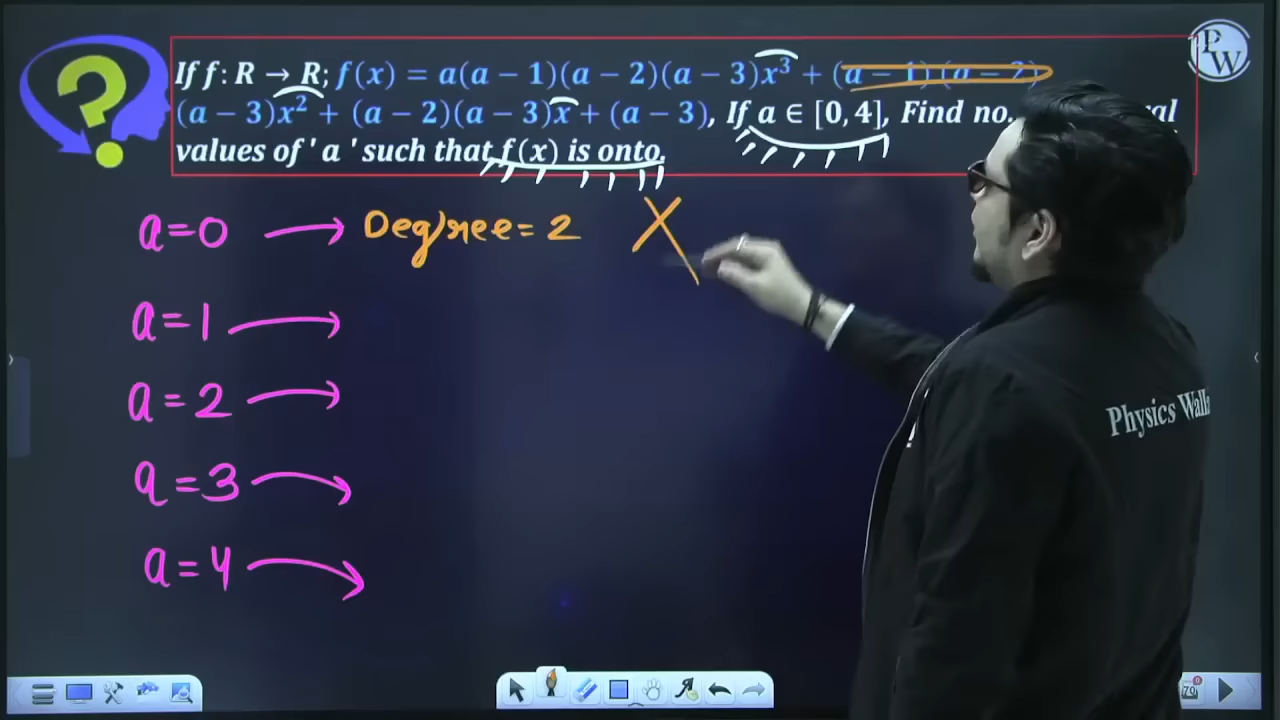 If f: R → R; f(x) = a(a − 1)(a − 2)(a − 3)x³ + (a − 1)(a − 2)
(a − 3)x² + (a − 2)(a − 3)x + (a − 3), If a ∈ [0, 4], Find no.
values of ' a ' such that f(x) is onto.
PW
a=0 → Degree=2 X
a=1 →
a=2 →
Physics
a=3 →
a=4 →